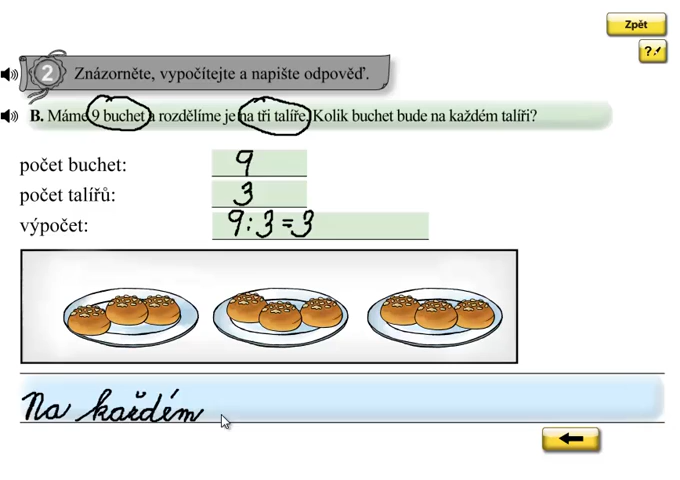 Zpět
?
2 Znázorněte, vypočítejte a napište odpověď.
B. Máme 9 buchet a rozdělíme je na tři talíře. Kolik buchet bude na každém talíři?
počet buchet: 9
počet talířů: 3
výpočet: 9:3=3
Na každém